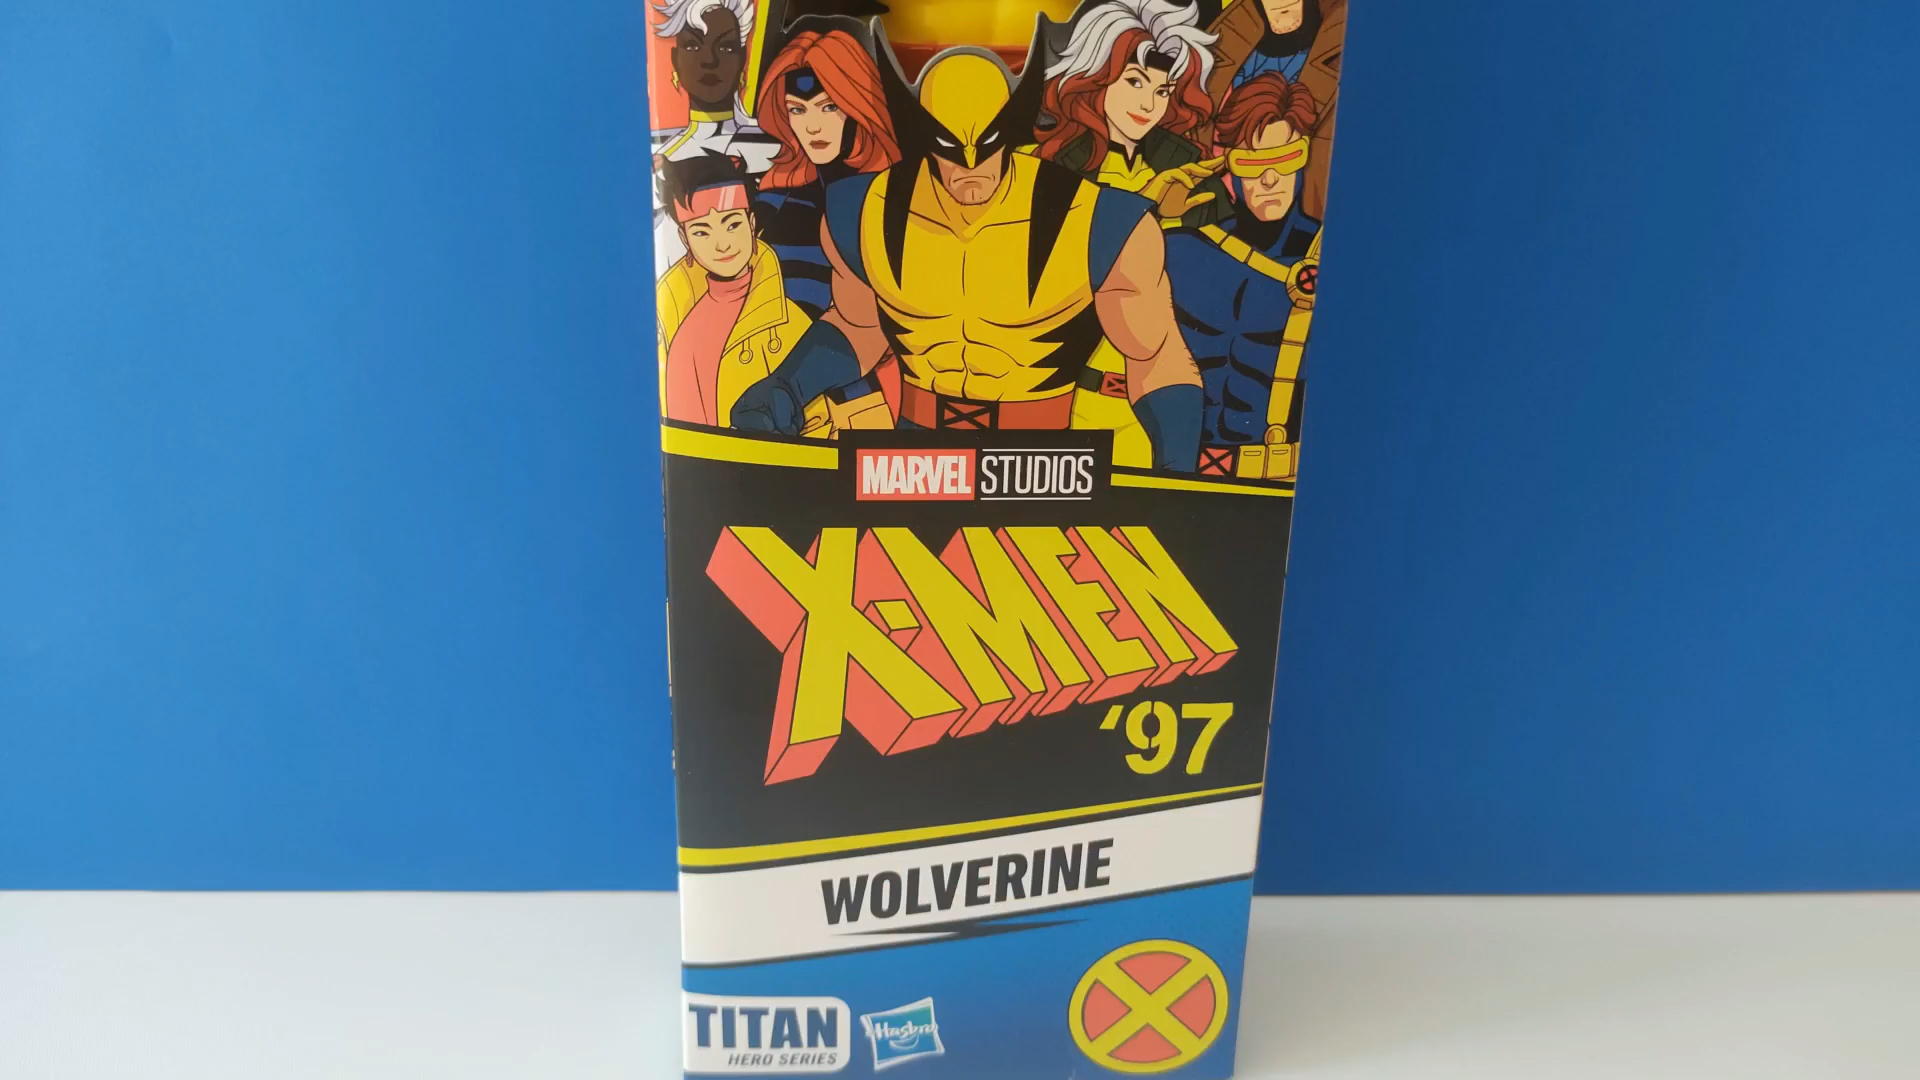 MARVEL STUDIOS
X-MEN
'97
WOLVERINE
TITAN
HERO SERIES
Hasbro